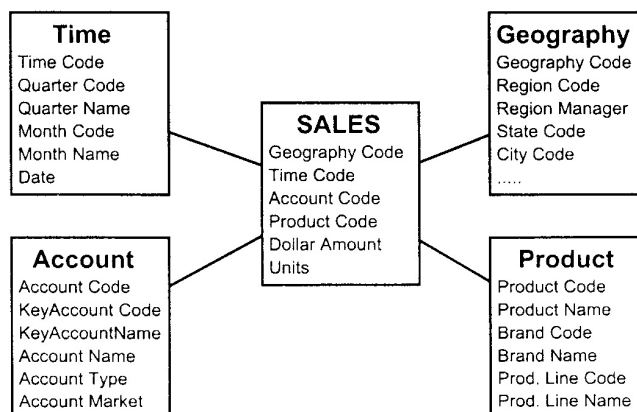 Time
Time Code
Quarter Code
Quarter Name
Month Code
Month Name
Date
Geography
Geography Code
Region Code
Region Manager
State Code
City Code
.....
SALES
Geography Code
Time Code
Account Code
Product Code
Dollar Amount
Units
Account
Account Code
KeyAccount Code
KeyAccountName
Account Name
Account Type
Account Market
Product
Product Code
Product Name
Brand Code
Brand Name
Prod. Line Code
Prod. Line Name